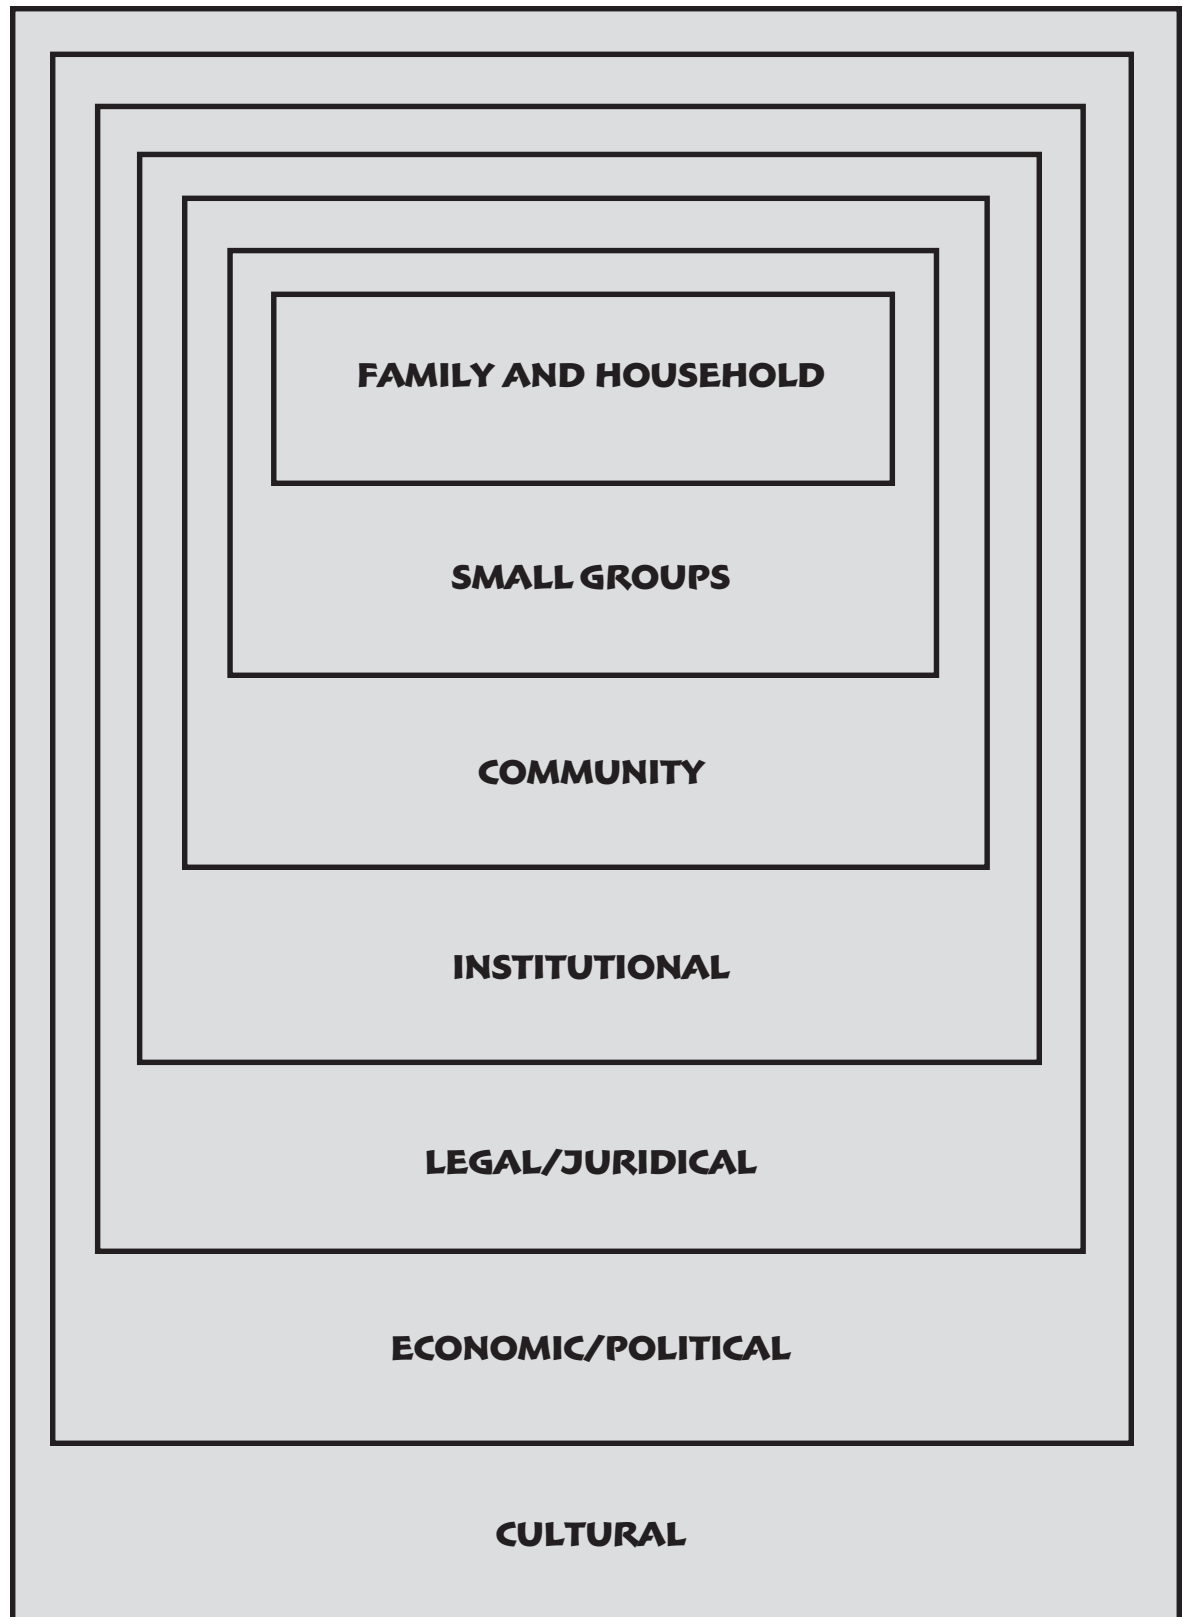 FAMILY AND HOUSEHOLD
SMALL GROUPS
COMMUNITY
INSTITUTIONAL
LEGAL/JURIDICAL
ECONOMIC/POLITICAL
CULTURAL